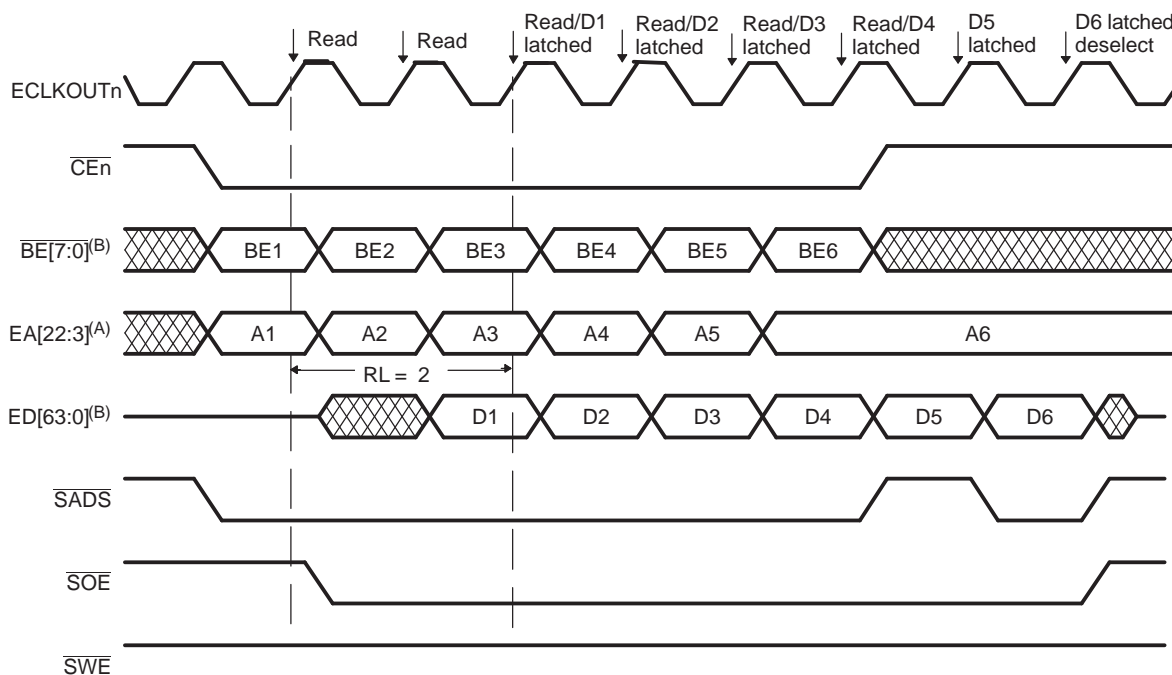 Read
Read
Read/D1
latched
Read/D2
latched
Read/D3
latched
Read/D4
latched
D5
latched
D6 latched
deselect
ECLKOUTn
CEn
BE[7:0](B)
BE1 BE2 BE3 BE4 BE5 BE6
EA[22:3](A)
A1 A2 A3 A4 A5 A6
RL = 2
ED[63:0](B)
D1 D2 D3 D4 D5 D6
SADS
SOE
SWE